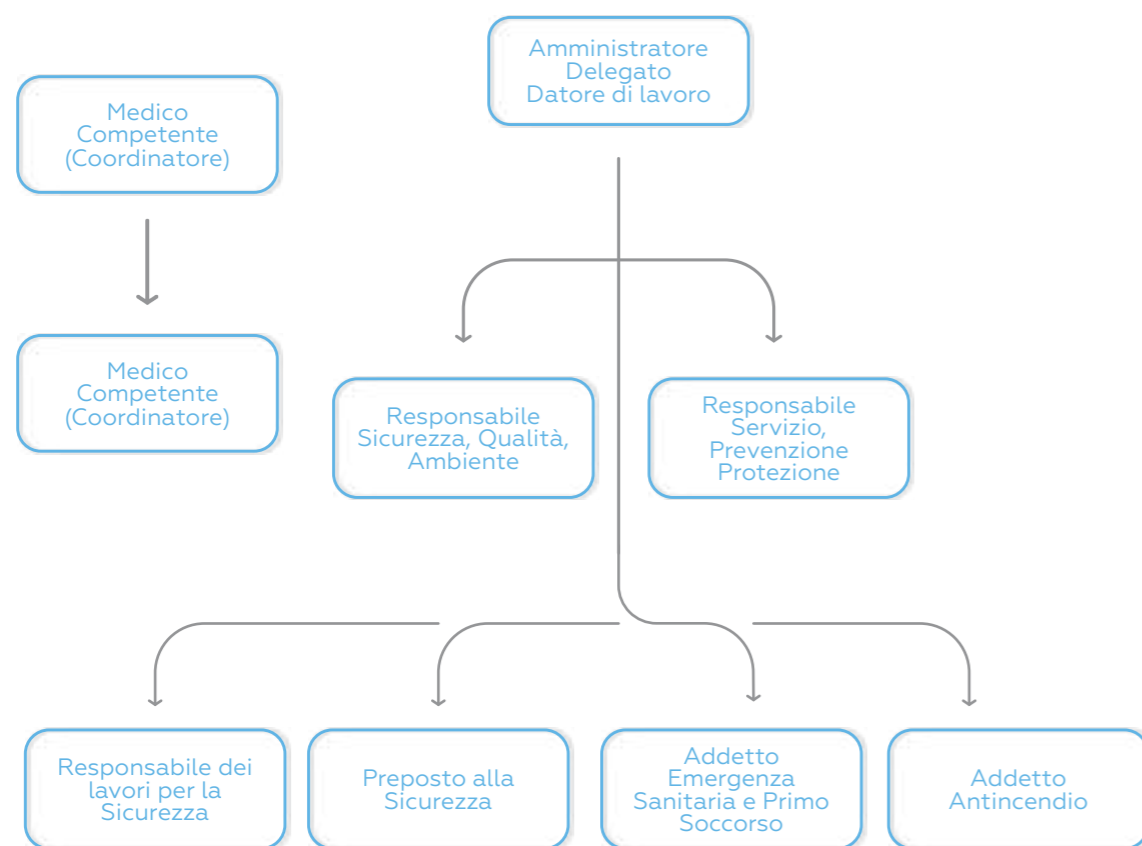 Amministratore
Delegato
Datore di lavoro
Medico
Competente
(Coordinatore)
Medico
Competente
(Coordinatore)
Responsabile
Sicurezza, Qualità,
Ambiente
Responsabile
Servizio,
Prevenzione
Protezione
Responsabile dei
lavori per la
Sicurezza
Preposto alla
Sicurezza
Addetto
Emergenza
Sanitaria e Primo
Soccorso
Addetto
Antincendio